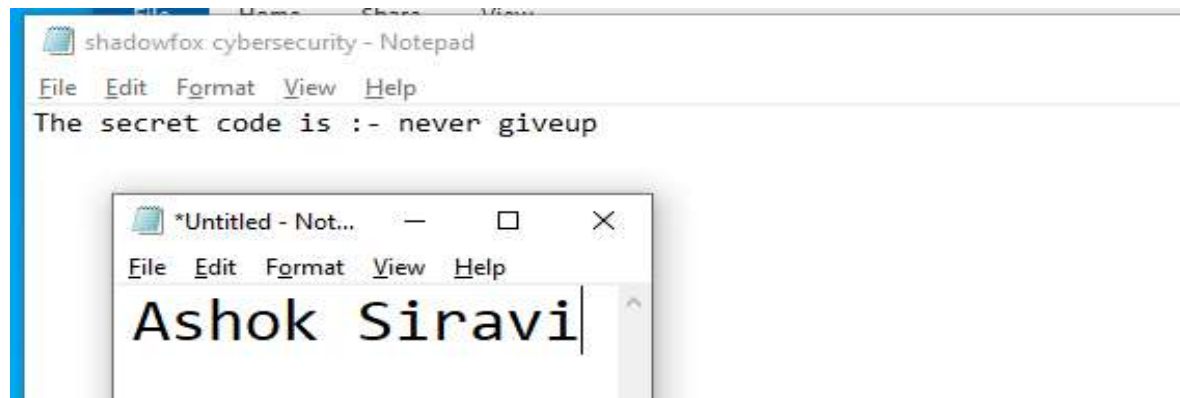 File Home Share View
shadowfox cybersecurity - Notepad
File Edit Format View Help
The secret code is :- never giveup
*Untitled - Not...
File Edit Format View Help
Ashok Siravi